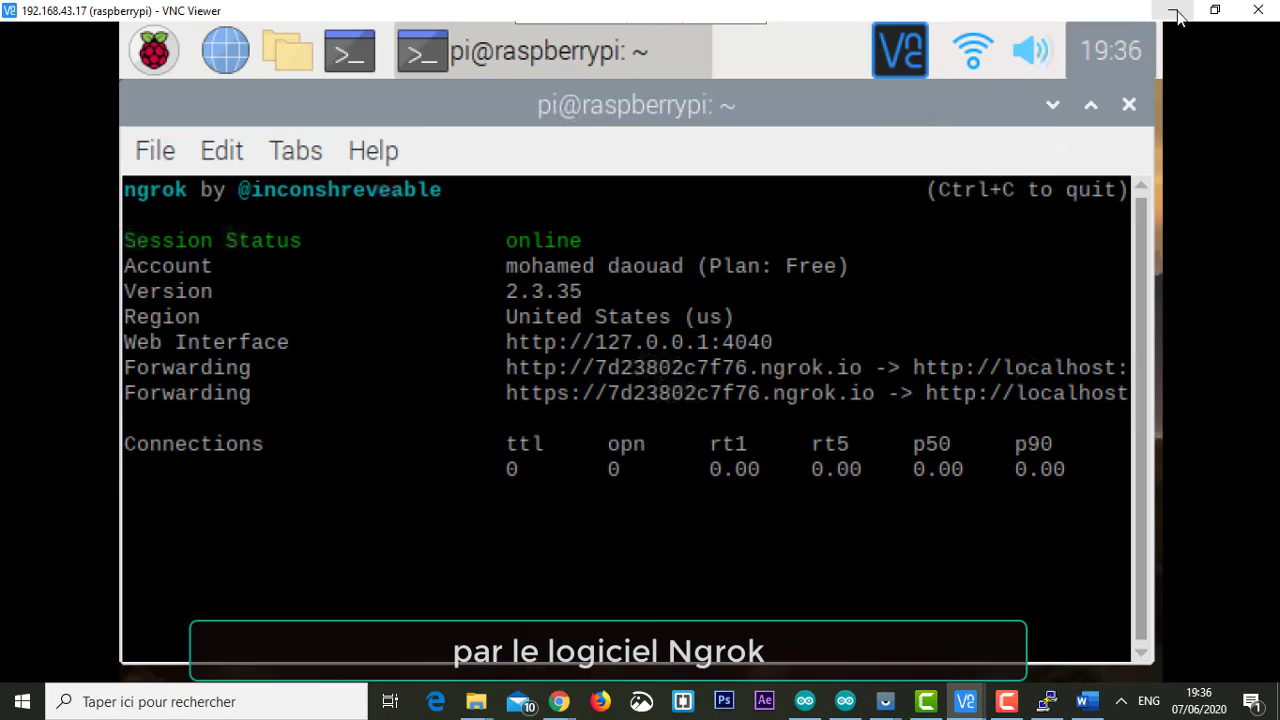 192.168.43.17 (raspberrypi) - VNC Viewer
pi@raspberrypi: ~
19:36
pi@raspberrypi: ~
File Edit Tabs Help
ngrok by @inconshreveable (Ctrl+C to quit)
Session Status online
Account mohamed daouad (Plan: Free)
Version 2.3.35
Region United States (us)
Web Interface http://127.0.0.1:4040
Forwarding http://7d23802c7f76.ngrok.io -> http://localhost:
Forwarding https://7d23802c7f76.ngrok.io -> http://localhost
Connections ttl opn rt1 rt5 p50 p90
0 0 0.00 0.00 0.00 0.00
par le logiciel Ngrok
Taper ici pour rechercher
10
Ps
Ae
ENG
19:36
07/06/2020
1